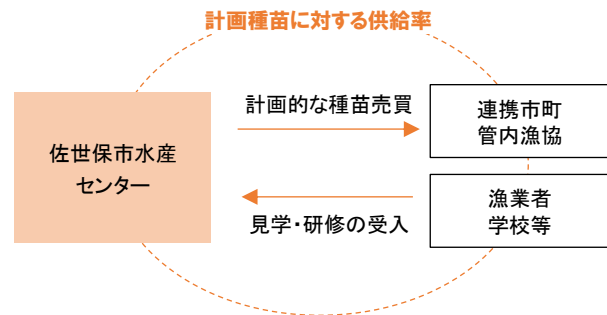 計画種苗に対する供給率
計画的な種苗売買
連携市町
管内漁協
佐世保市水産
センター
漁業者
学校等
見学・研修の受入